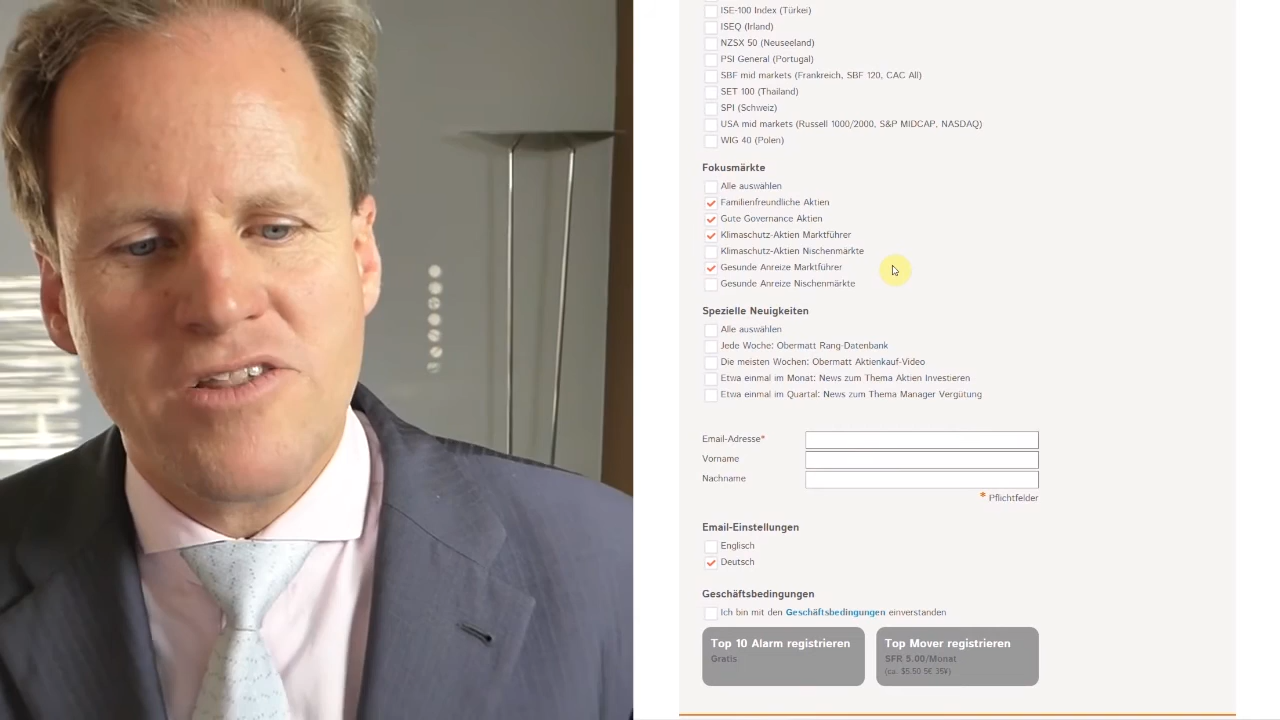 ISE-100 Index (Türkei)
ISEQ (Irland)
NZSX 50 (Neuseeland)
PSI General (Portugal)
SBF mid markets (Frankreich, SBF 120, CAC All)
SET 100 (Thailand)
SPI (Schweiz)
USA mid markets (Russell 1000/2000, S&P MIDCAP, NASDAQ)
WIG 40 (Polen)
Fokusmärkte
Alle auswählen
Familienfreundliche Aktien
Gute Governance Aktien
Klimaschutz-Aktien Marktführer
Klimaschutz-Aktien Nischenmärkte
Gesunde Anreize Marktführer
Gesunde Anreize Nischenmärkte
Spezielle Neuigkeiten
Alle auswählen
Jede Woche: Obermatt Rang-Datenbank
Die meisten Wochen: Obermatt Aktienkauf-Video
Etwa einmal im Monat: News zum Thema Aktien Investieren
Etwa einmal im Quartal: News zum Thema Manager Vergütung
Email-Adresse*
Vorname
Nachname
* Pflichtfelder
Email-Einstellungen
Englisch
Deutsch
Geschäftsbedingungen
Ich bin mit den Geschäftsbedingungen einverstanden
Top 10 Alarm registrieren
Gratis
Top Mover registrieren
SFR 5.00/Monat
(ca. $5.50 5€ 35¥)